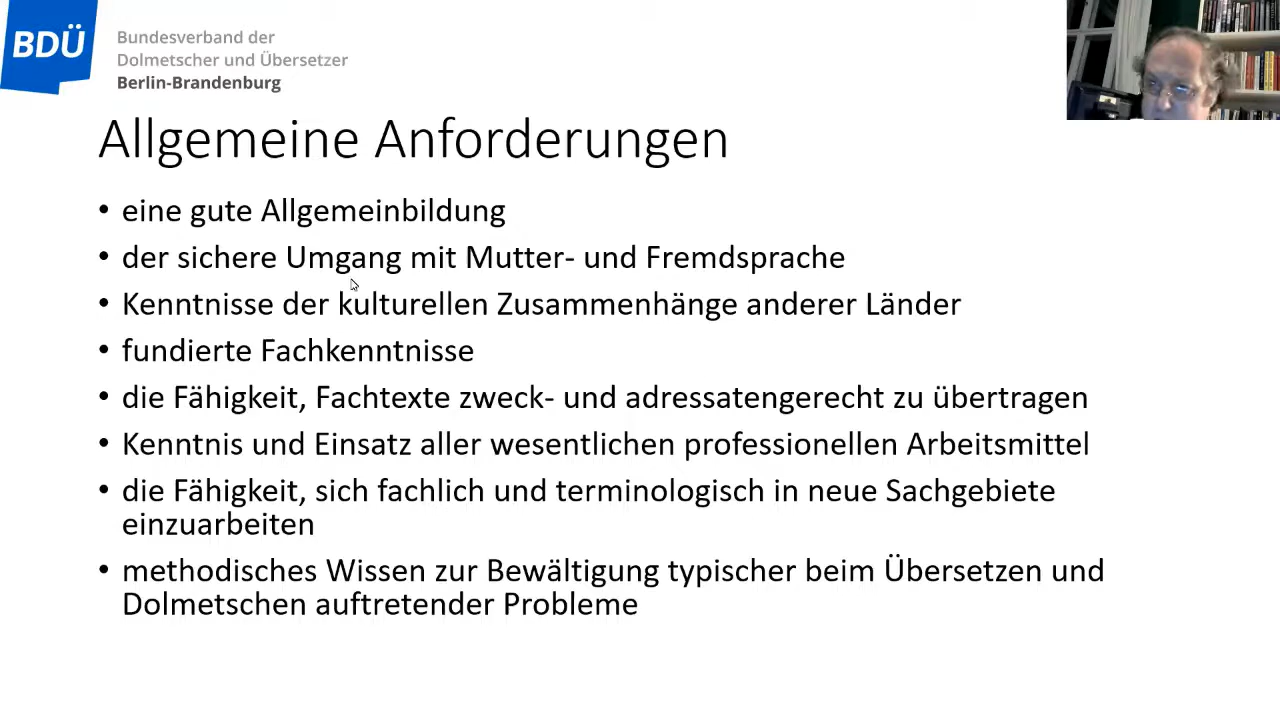 BDÜ
Bundesverband der
Dolmetscher und Übersetzer
Berlin-Brandenburg
Allgemeine Anforderungen
• eine gute Allgemeinbildung
• der sichere Umgang mit Mutter- und Fremdsprache
• Kenntnisse der kulturellen Zusammenhänge anderer Länder
• fundierte Fachkenntnisse
• die Fähigkeit, Fachtexte zweck- und adressatengerecht zu übertragen
• Kenntnis und Einsatz aller wesentlichen professionellen Arbeitsmittel
• die Fähigkeit, sich fachlich und terminologisch in neue Sachgebiete
einzuarbeiten
• methodisches Wissen zur Bewältigung typischer beim Übersetzen und
Dolmetschen auftretender Probleme